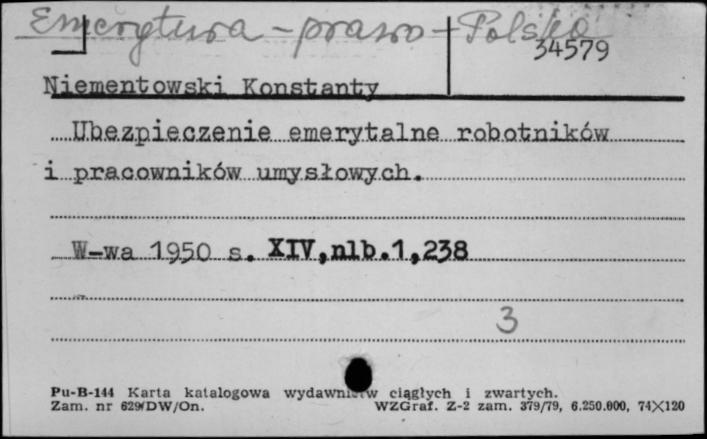 Emerytura - prawo - Polska
34579
Niementowski Konstanty
Ubezpieczenie emerytalne robotników
i pracowników umysłowych.
W-wa 1950 s. XIV,nlb.1,238
3
Pu-B-144 Karta katalogowa wydawnictw ciągłych i zwartych.
Zam. nr 629/DW/On. WZGraf. Z-2 zam. 379/79, 6.250.000, 74×120